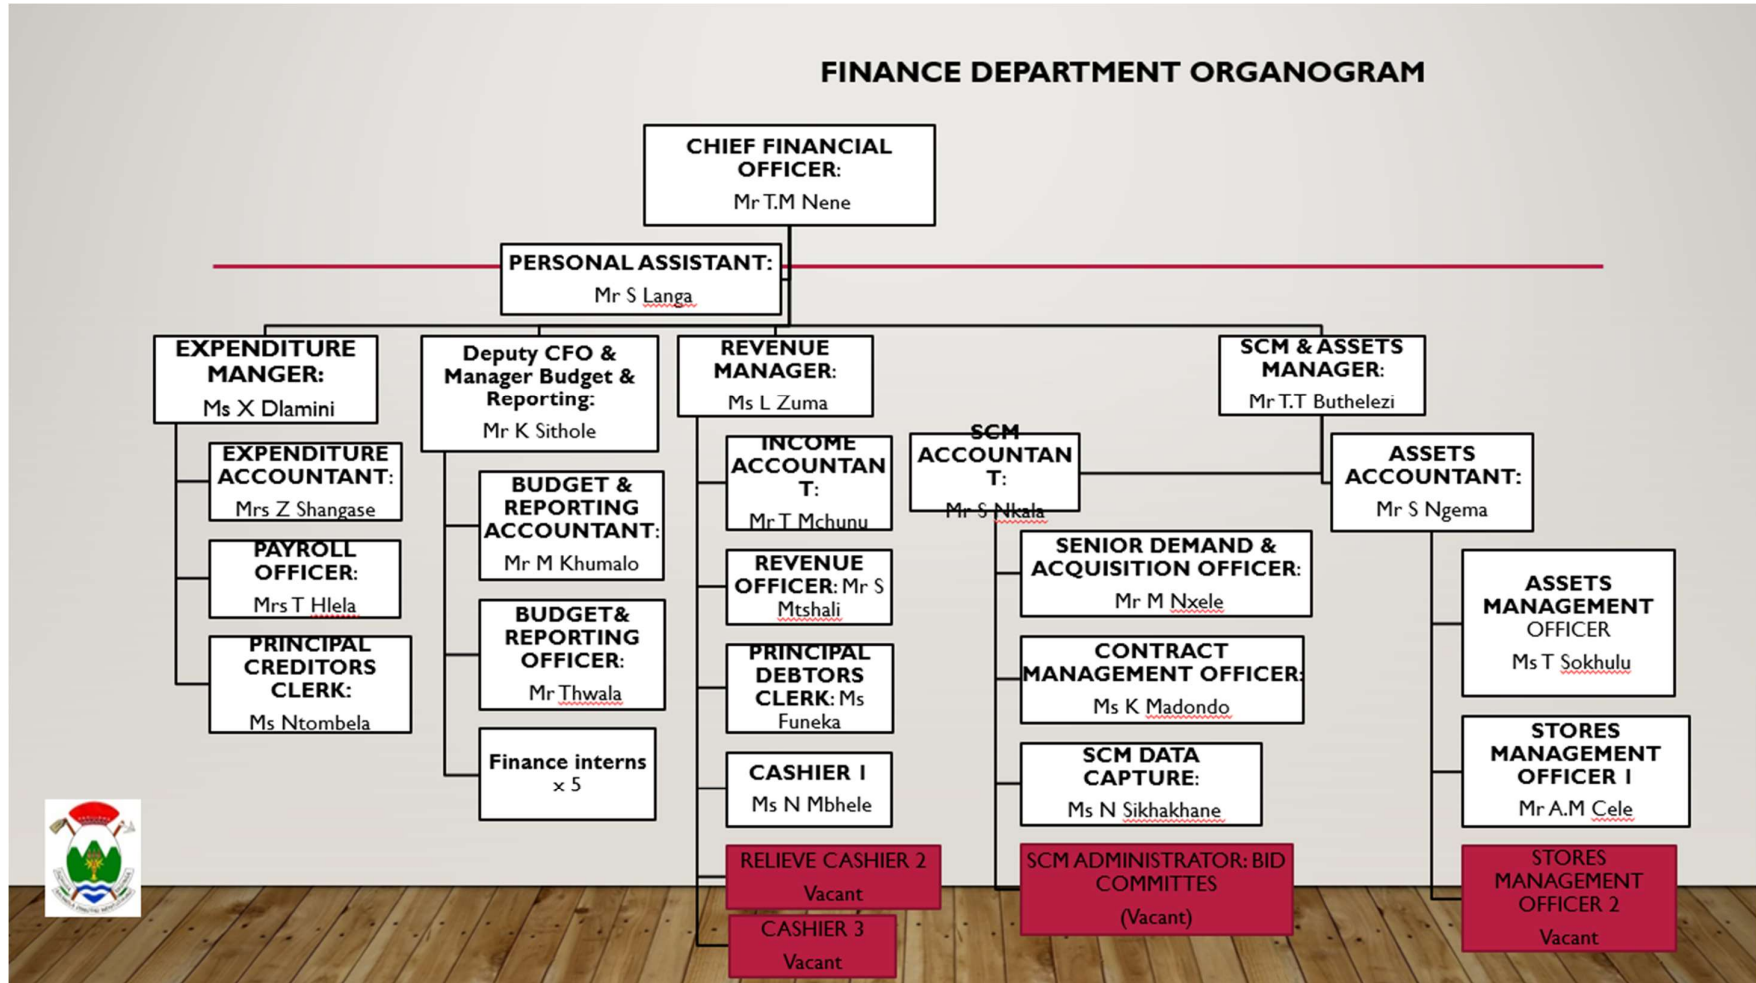 FINANCE DEPARTMENT ORGANOGRAM
CHIEF FINANCIAL
OFFICER:
Mr T.M Nene
PERSONAL ASSISTANT:
Mr S Langa
EXPENDITURE
MANGER:
Ms X Dlamini
EXPENDITURE
ACCOUNTANT:
Mrs Z Shangase
PAYROLL
OFFICER:
Mrs T Hlela
PRINCIPAL
CREDITORS
CLERK:
Ms Ntombela
Deputy CFO &
Manager Budget &
Reporting:
Mr K Sithole
BUDGET &
REPORTING
ACCOUNTANT:
Mr M Khumalo
BUDGET&
REPORTING
OFFICER:
Mr Thwala
Finance interns
x 5
REVENUE
MANAGER:
Ms L Zuma
INCOME
ACCOUNTAN
T:
Mr T Mchunu
REVENUE
OFFICER: Mr S
Mtshali
PRINCIPAL
DEBTORS
CLERK: Ms
Funeka
CASHIER I
Ms N Mbhele
RELIEVE CASHIER 2
Vacant
CASHIER 3
Vacant
SCM & ASSETS
MANAGER:
Mr T.T Buthelezi
SCM
ACCOUNTAN
T:
Mr S Nkala
SENIOR DEMAND &
ACQUISITION OFFICER:
Mr M Nxele
CONTRACT
MANAGEMENT OFFICER:
Ms K Madondo
SCM DATA
CAPTURE:
Ms N Sikhakhane
SCM ADMINISTRATOR: BID
COMMITTES
(Vacant)
ASSETS
ACCOUNTANT:
Mr S Ngema
ASSETS
MANAGEMENT
OFFICER
Ms T Sokhulu
STORES
MANAGEMENT
OFFICER I
Mr A.M Cele
STORES
MANAGEMENT
OFFICER 2
Vacant